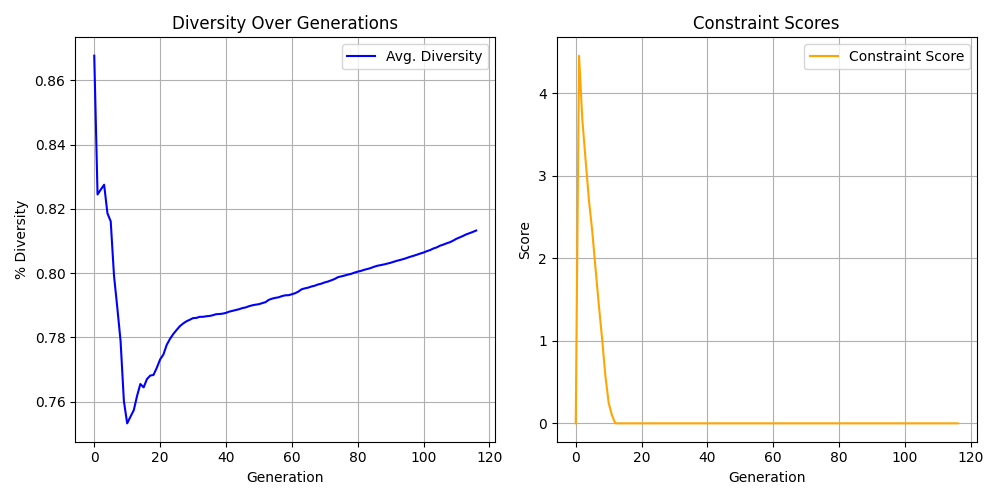 Diversity Over Generations
Avg. Diversity
% Diversity
0.86
0.84
0.82
0.80
0.78
0.76
0 20 40 60 80 100 120
Generation
Constraint Scores
Constraint Score
Score
4
3
2
1
0
0 20 40 60 80 100 120
Generation